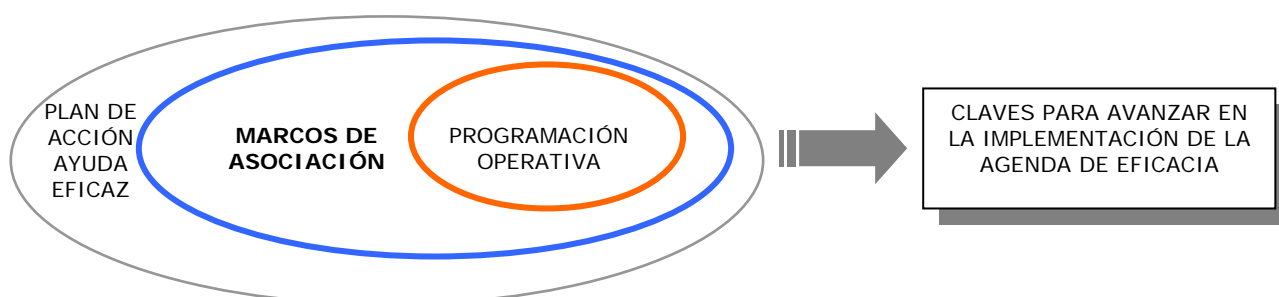 PLAN DE
ACCIÓN
AYUDA
EFICAZ
MARCOS DE
ASOCIACIÓN
PROGRAMACIÓN
OPERATIVA
CLAVES PARA AVANZAR EN
LA IMPLEMENTACIÓN DE LA
AGENDA DE EFICACIA